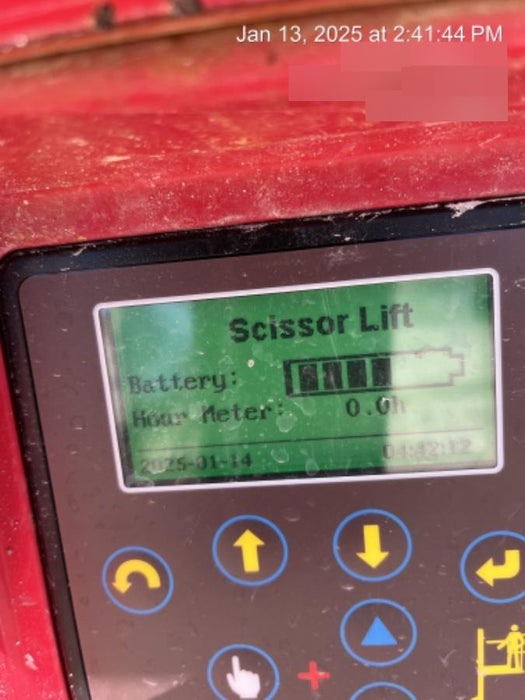 Jan 13, 2025 at 2:41:44 PM
Scissor Lift
Battery:
Hour Meter: 0.0h
2025-01-14 04:42:12